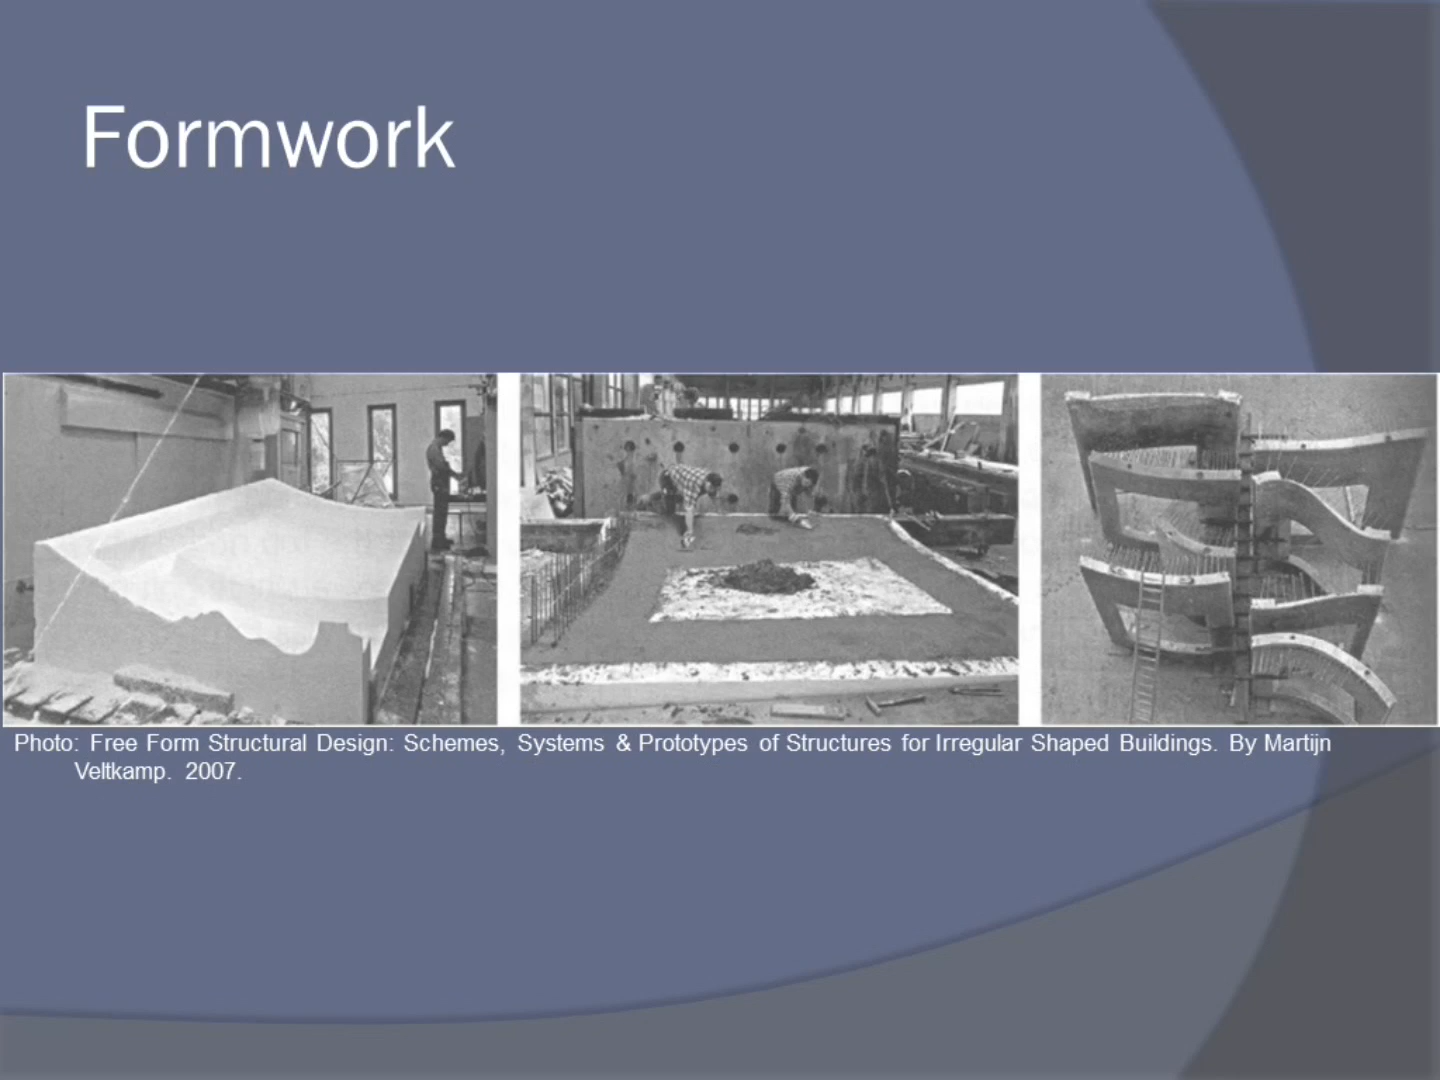 Formwork
Photo: Free Form Structural Design: Schemes, Systems & Prototypes of Structures for Irregular Shaped Buildings. By Martijn
Veltkamp. 2007.